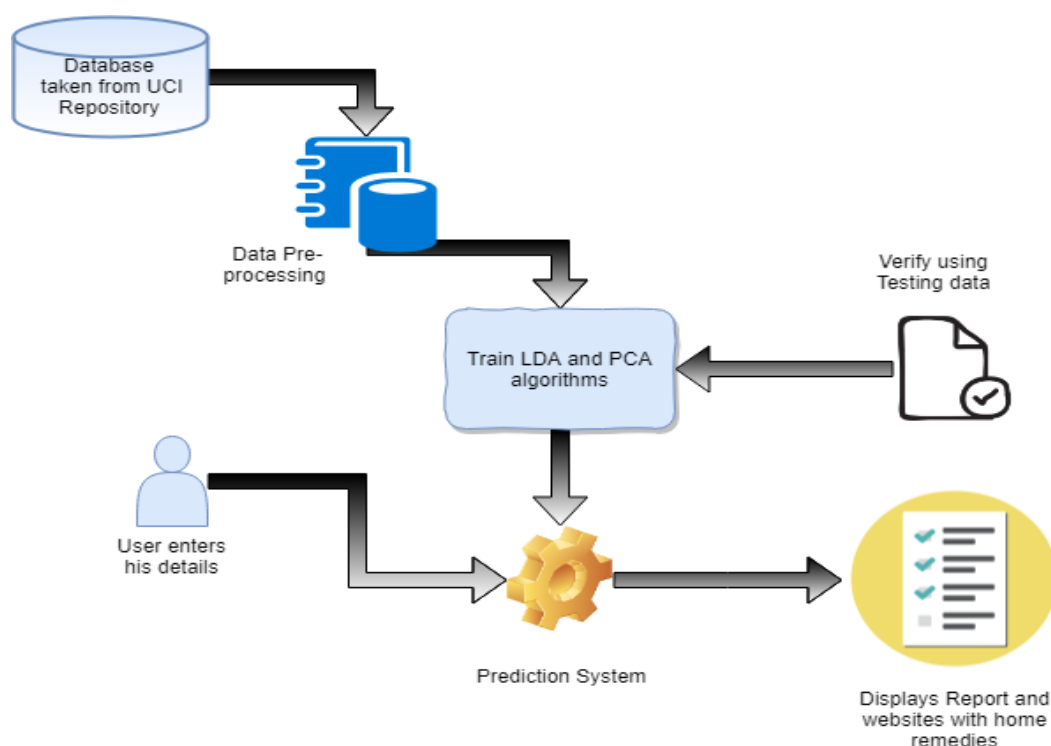 Database
taken from UCI
Repository
Data Pre-
processing
Verify using
Testing data
Train LDA and PCA
algorithms
User enters
his details
Prediction System
Displays Report and
websites with home
remedies